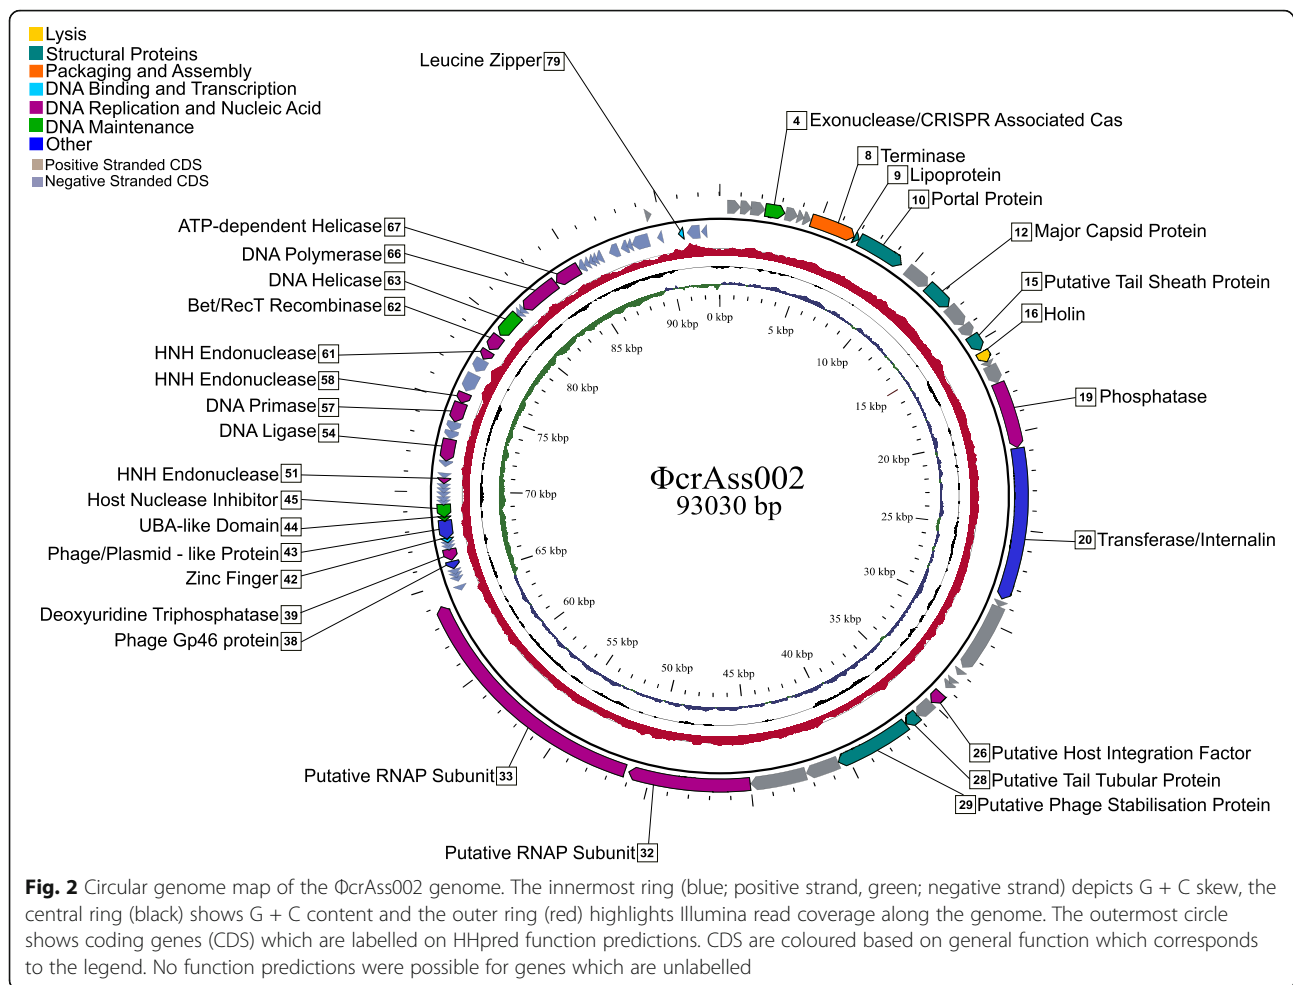 Lysis
Structural Proteins
Packaging and Assembly
DNA Binding and Transcription
DNA Replication and Nucleic Acid
DNA Maintenance
Other
Positive Stranded CDS
Negative Stranded CDS
Leucine Zipper 79
4 Exonuclease/CRISPR Associated Cas
8 Terminase
9 Lipoprotein
10 Portal Protein
12 Major Capsid Protein
15 Putative Tail Sheath Protein
16 Holin
19 Phosphatase
20 Transferase/Internalin
26 Putative Host Integration Factor
28 Putative Tail Tubular Protein
29 Putative Phage Stabilisation Protein
Putative RNAP Subunit 32
Putative RNAP Subunit 33
ATP-dependent Helicase 67
DNA Polymerase 66
DNA Helicase 63
Bet/RecT Recombinase 62
HNH Endonuclease 61
HNH Endonuclease 58
DNA Primase 57
DNA Ligase 54
HNH Endonuclease 51
Host Nuclease Inhibitor 45
UBA-like Domain 44
Phage/Plasmid - like Protein 43
Zinc Finger 42
Deoxyuridine Triphosphatase 39
Phage Gp46 protein 38
0 kbp
5 kbp
10 kbp
15 kbp
20 kbp
25 kbp
30 kbp
35 kbp
40 kbp
45 kbp
50 kbp
55 kbp
60 kbp
65 kbp
70 kbp
75 kbp
80 kbp
85 kbp
90 kbp
ΦcrAss002
93030 bp
Fig. 2 Circular genome map of the ΦcrAss002 genome. The innermost ring (blue; positive strand, green; negative strand) depicts G + C skew, the
central ring (black) shows G + C content and the outer ring (red) highlights Illumina read coverage along the genome. The outermost circle
shows coding genes (CDS) which are labelled on HHpred function predictions. CDS are coloured based on general function which corresponds
to the legend. No function predictions were possible for genes which are unlabelled